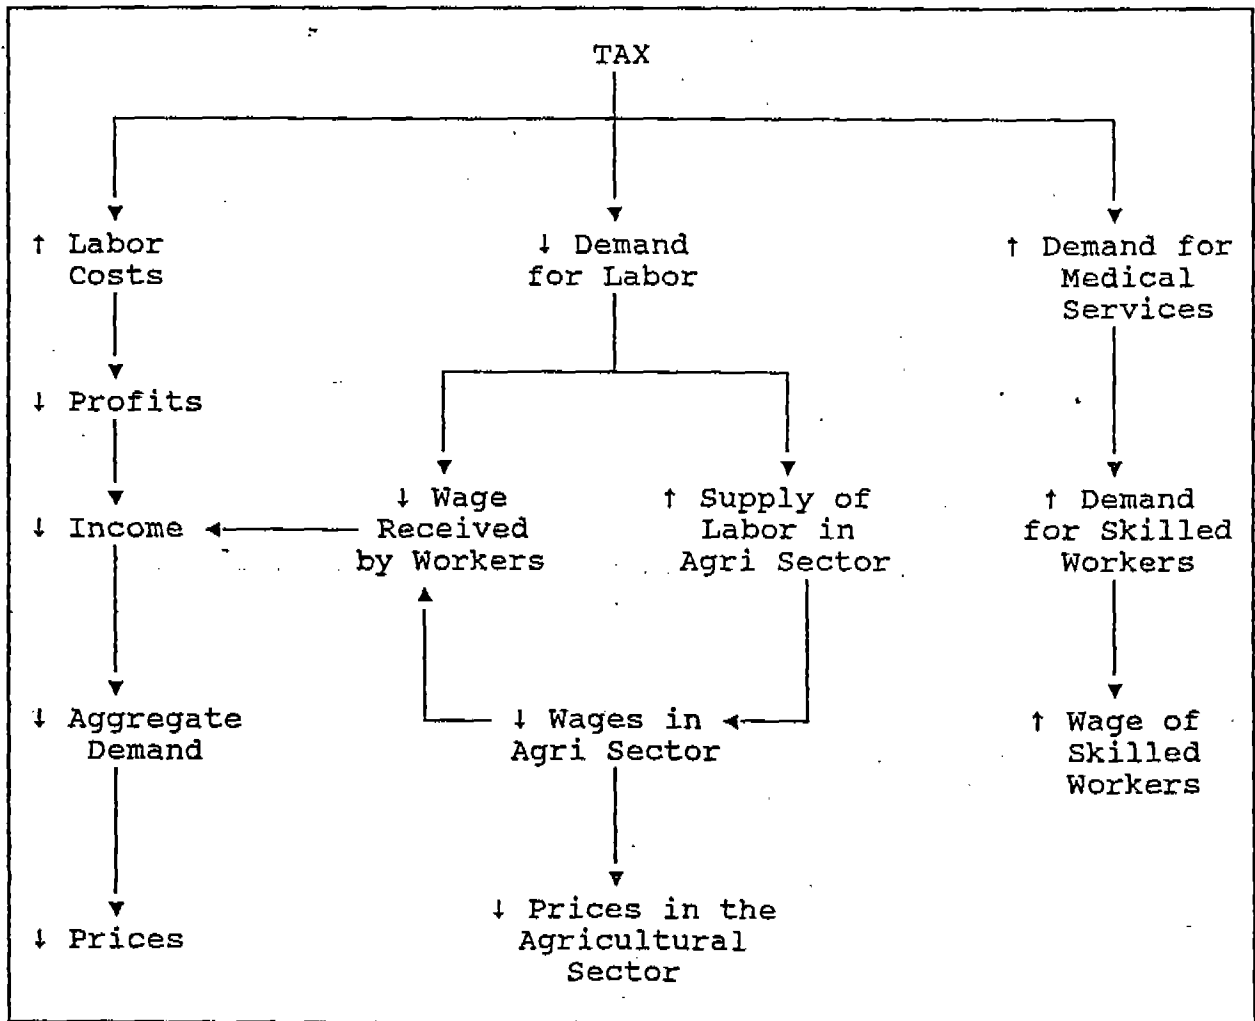 TAX
↑ Labor
Costs
↓ Demand
for Labor
↑ Demand for
Medical
Services
↓ Profits
↓ Income
↓ Wage
Received
by Workers
↑ Supply of
Labor in
Agri Sector
↑ Demand
for Skilled
Workers
↓ Aggregate
Demand
↓ Wages in
Agri Sector
↑ Wage of
Skilled
Workers
↓ Prices
↓ Prices in the
Agricultural
Sector